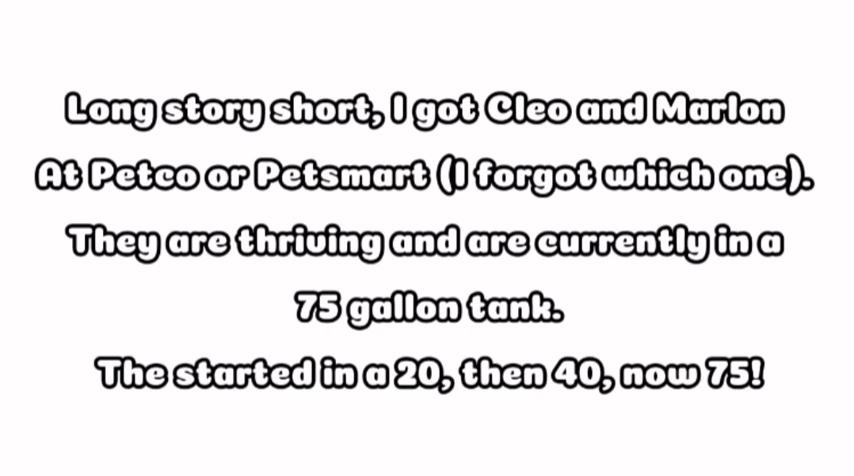 Long story short, I got Cleo and Marlon
At Petco or Petsmart (I forgot which one).
They are thriving and are currently in a
75 gallon tank.
The started in a 20, then 40, now 75!